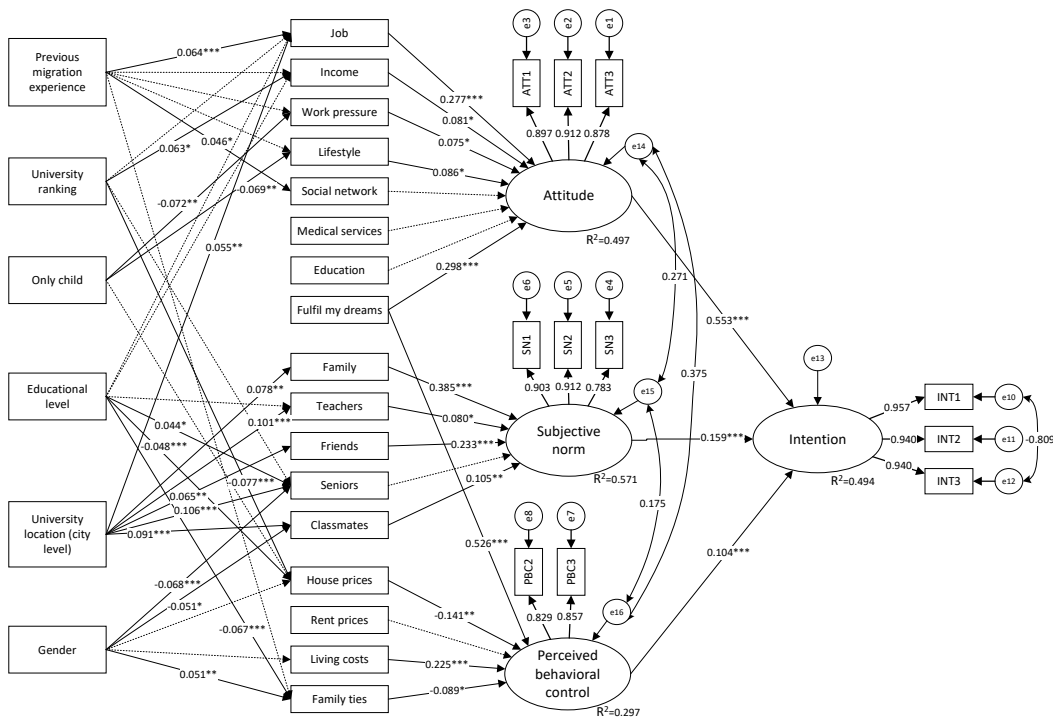 Previous
migration
experience
University
ranking
Only child
Educational
level
University
location (city
level)
Gender
Job
Income
Work pressure
Lifestyle
Social network
Medical services
Education
Fulfil my dreams
Family
Teachers
Friends
Seniors
Classmates
House prices
Rent prices
Living costs
Family ties
0.064***
0.046*
0.063*
-0.069**
-0.072**
0.055**
0.078**
0.101***
0.044*
-0.048***
-0.077***
0.065**
0.106***
0.091***
-0.068***
-0.051*
-0.067***
0.051**
0.277***
0.081*
0.075*
0.086*
0.298***
0.385***
0.080*
0.233***
0.105**
0.526***
-0.141**
0.225***
-0.089*
e3
e2
e1
ATT1
ATT2
ATT3
0.897
0.912
0.878
e14
Attitude
R²=0.497
e6
e5
e4
SN1
SN2
SN3
0.903
0.912
0.783
e15
Subjective
norm
R²=0.571
e8
e7
PBC2
PBC3
0.829
0.857
e16
Perceived
behavioral
control
R²=0.297
0.271
0.375
0.175
0.553***
0.159***
0.104***
e13
Intention
R²=0.494
0.957
0.940
0.940
INT1
INT2
INT3
e10
e11
e12
-0.809